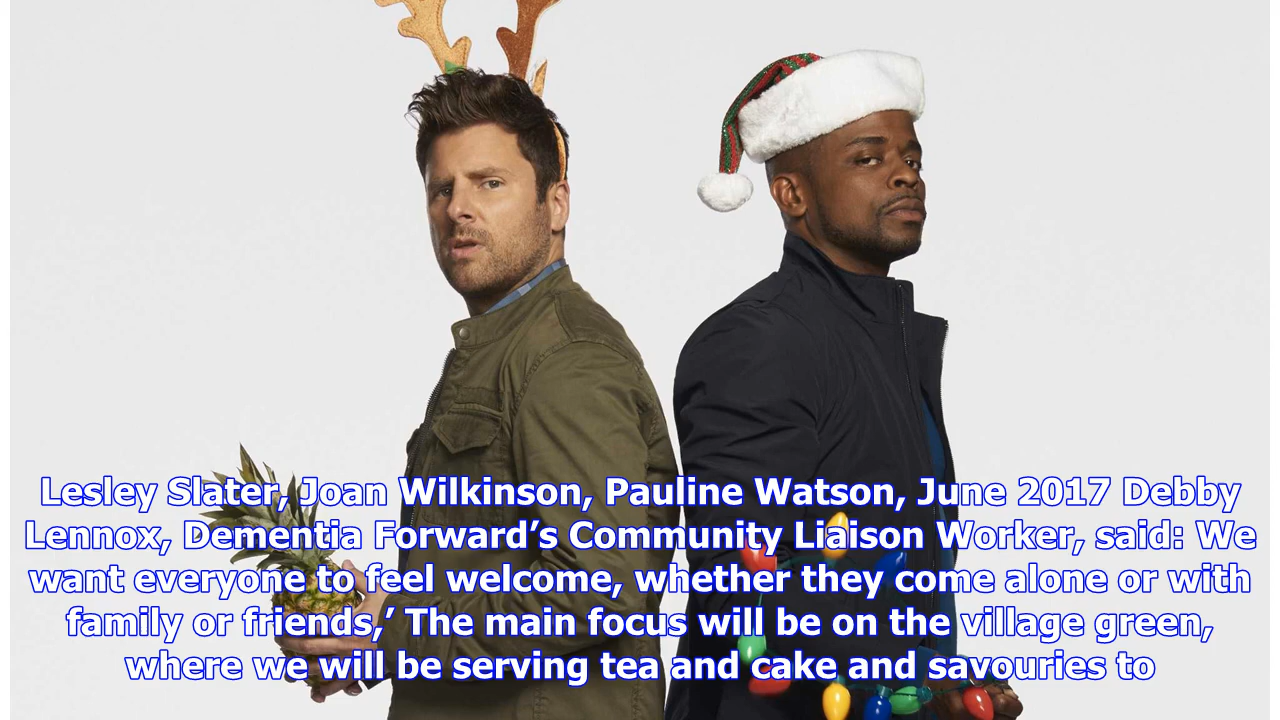 Lesley Slater, Joan Wilkinson, Pauline Watson, June 2017 Debby
Lennox, Dementia Forward’s Community Liaison Worker, said: We
want everyone to feel welcome, whether they come alone or with
family or friends,’ The main focus will be on the village green,
where we will be serving tea and cake and savouries to